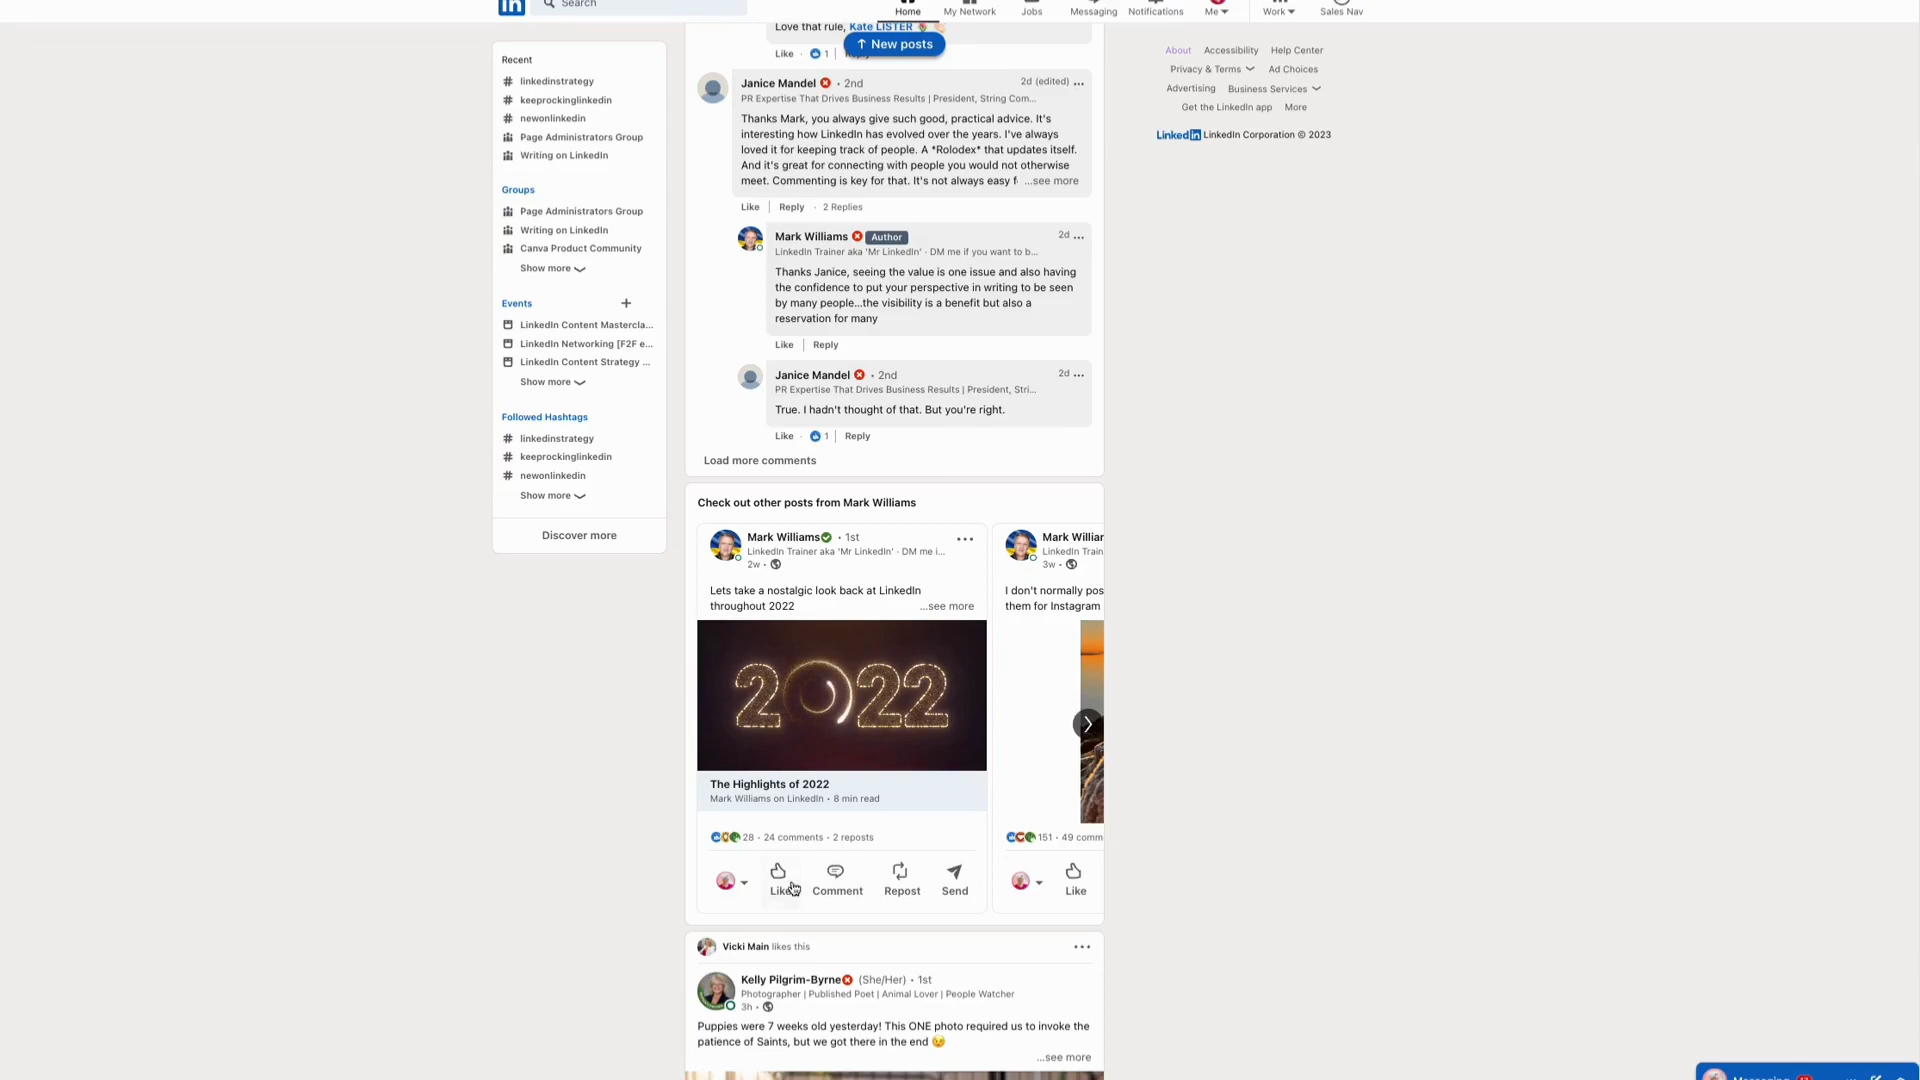 in
Search
Home
My Network
Jobs
Messaging
Notifications
Me
Work
Sales Nav
Recent
# linkedinstrategy
# keeprockinglinkedin
# newonlinkedin
Page Administrators Group
Writing on LinkedIn
Groups
Page Administrators Group
Writing on LinkedIn
Canva Product Community
Show more
Events
+
LinkedIn Content Mastercla...
LinkedIn Networking [F2F e...
LinkedIn Content Strategy ...
Show more
Followed Hashtags
# linkedinstrategy
# keeprockinglinkedin
# newonlinkedin
Show more
Discover more
Love that rule, Kate LISTER
↑ New posts
Like · 1
Janice Mandel · 2nd
2d (edited) ...
PR Expertise That Drives Business Results | President, String Com...
Thanks Mark, you always give such good, practical advice. It's
interesting how LinkedIn has evolved over the years. I've always
loved it for keeping track of people. A *Rolodex* that updates itself.
And it's great for connecting with people you would not otherwise
meet. Commenting is key for that. It's not always easy ...see more
Like | Reply · 2 Replies
Mark Williams Author
2d ...
LinkedIn Trainer aka 'Mr LinkedIn' · DM me if you want to b...
Thanks Janice, seeing the value is one issue and also having
the confidence to put your perspective in writing to be seen
by many people...the visibility is a benefit but also a
reservation for many
Like | Reply
Janice Mandel · 2nd
2d ...
PR Expertise That Drives Business Results | President, Stri...
True. I hadn't thought of that. But you're right.
Like · 1 | Reply
Load more comments
Check out other posts from Mark Williams
Mark Williams · 1st
...
LinkedIn Trainer aka 'Mr LinkedIn' · DM me i...
2w ·
Lets take a nostalgic look back at LinkedIn
throughout 2022 ...see more
2022
The Highlights of 2022
Mark Williams on LinkedIn • 8 min read
28 · 24 comments · 2 reposts
Like
Comment
Repost
Send
Mark Williar
LinkedIn Train
3w ·
I don't normally pos
them for Instagram
151 · 49 comm
Like
Vicki Main likes this
...
Kelly Pilgrim-Byrne (She/Her) · 1st
Photographer | Published Poet | Animal Lover | People Watcher
3h ·
Puppies were 7 weeks old yesterday! This ONE photo required us to invoke the
patience of Saints, but we got there in the end 😉
...see more
About
Accessibility
Help Center
Privacy & Terms
Ad Choices
Advertising
Business Services
Get the LinkedIn app
More
LinkedIn LinkedIn Corporation © 2023
Messaging